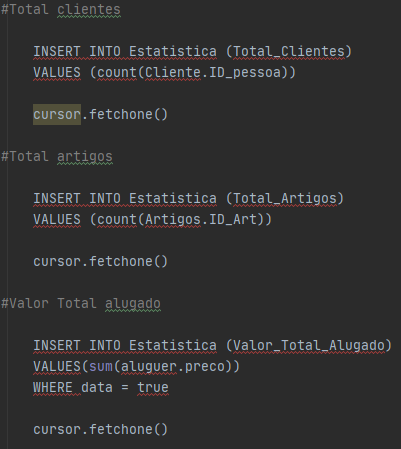 #Total clientes
INSERT INTO Estatistica (Total_Clientes)
VALUES (count(Cliente.ID_pessoa))
cursor.fetchone()
#Total artigos
INSERT INTO Estatistica (Total_Artigos)
VALUES (count(Artigos.ID_Art))
cursor.fetchone()
#Valor Total alugado
INSERT INTO Estatistica (Valor_Total_Alugado)
VALUES(sum(aluguer.preco))
WHERE data = true
cursor.fetchone()